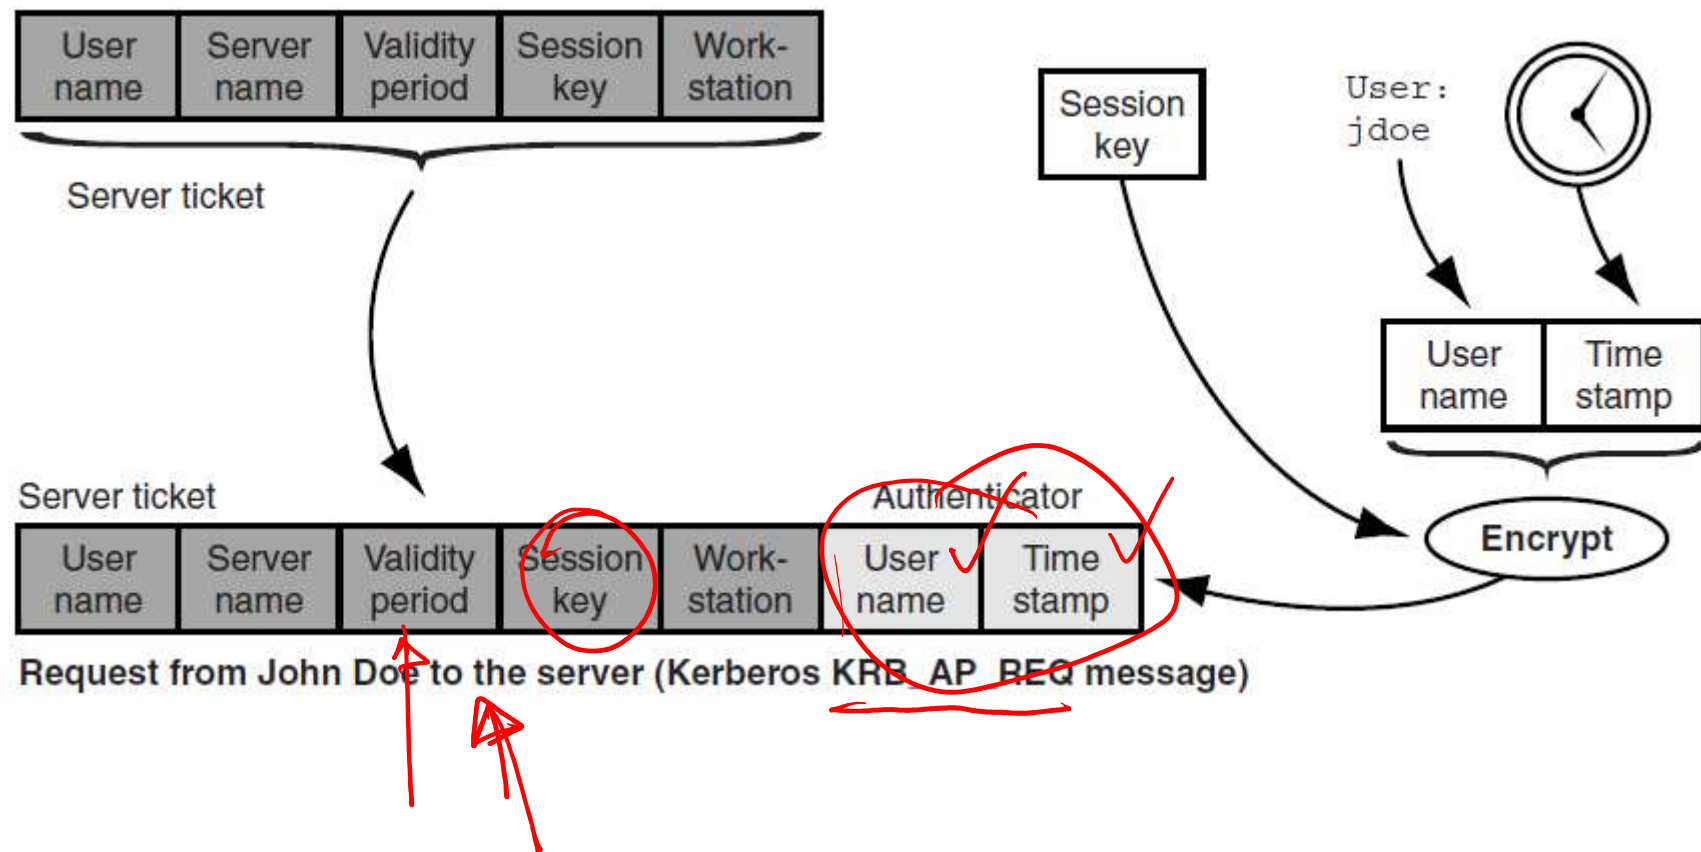 User name
Server name
Validity period
Session key
Work-station
Server ticket
Session key
User:
jdoe
User name
Time stamp
Encrypt
Server ticket
Authenticator
User name
Server name
Validity period
Session key
Work-station
User name
Time stamp
Request from John Doe to the server (Kerberos KRB_AP_REQ message)